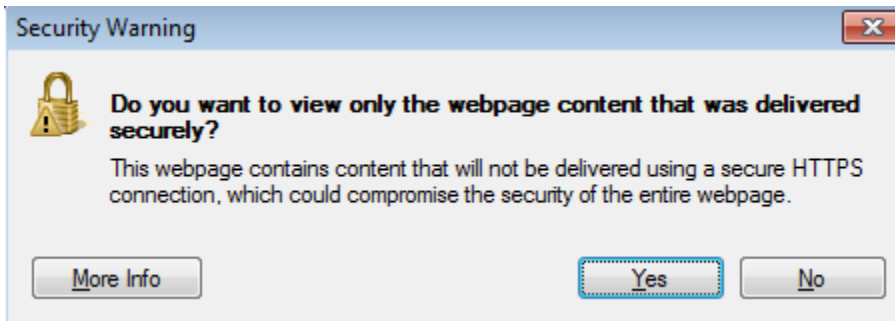 Security Warning
Do you want to view only the webpage content that was delivered
securely?
This webpage contains content that will not be delivered using a secure HTTPS
connection, which could compromise the security of the entire webpage.
More Info
Yes
No